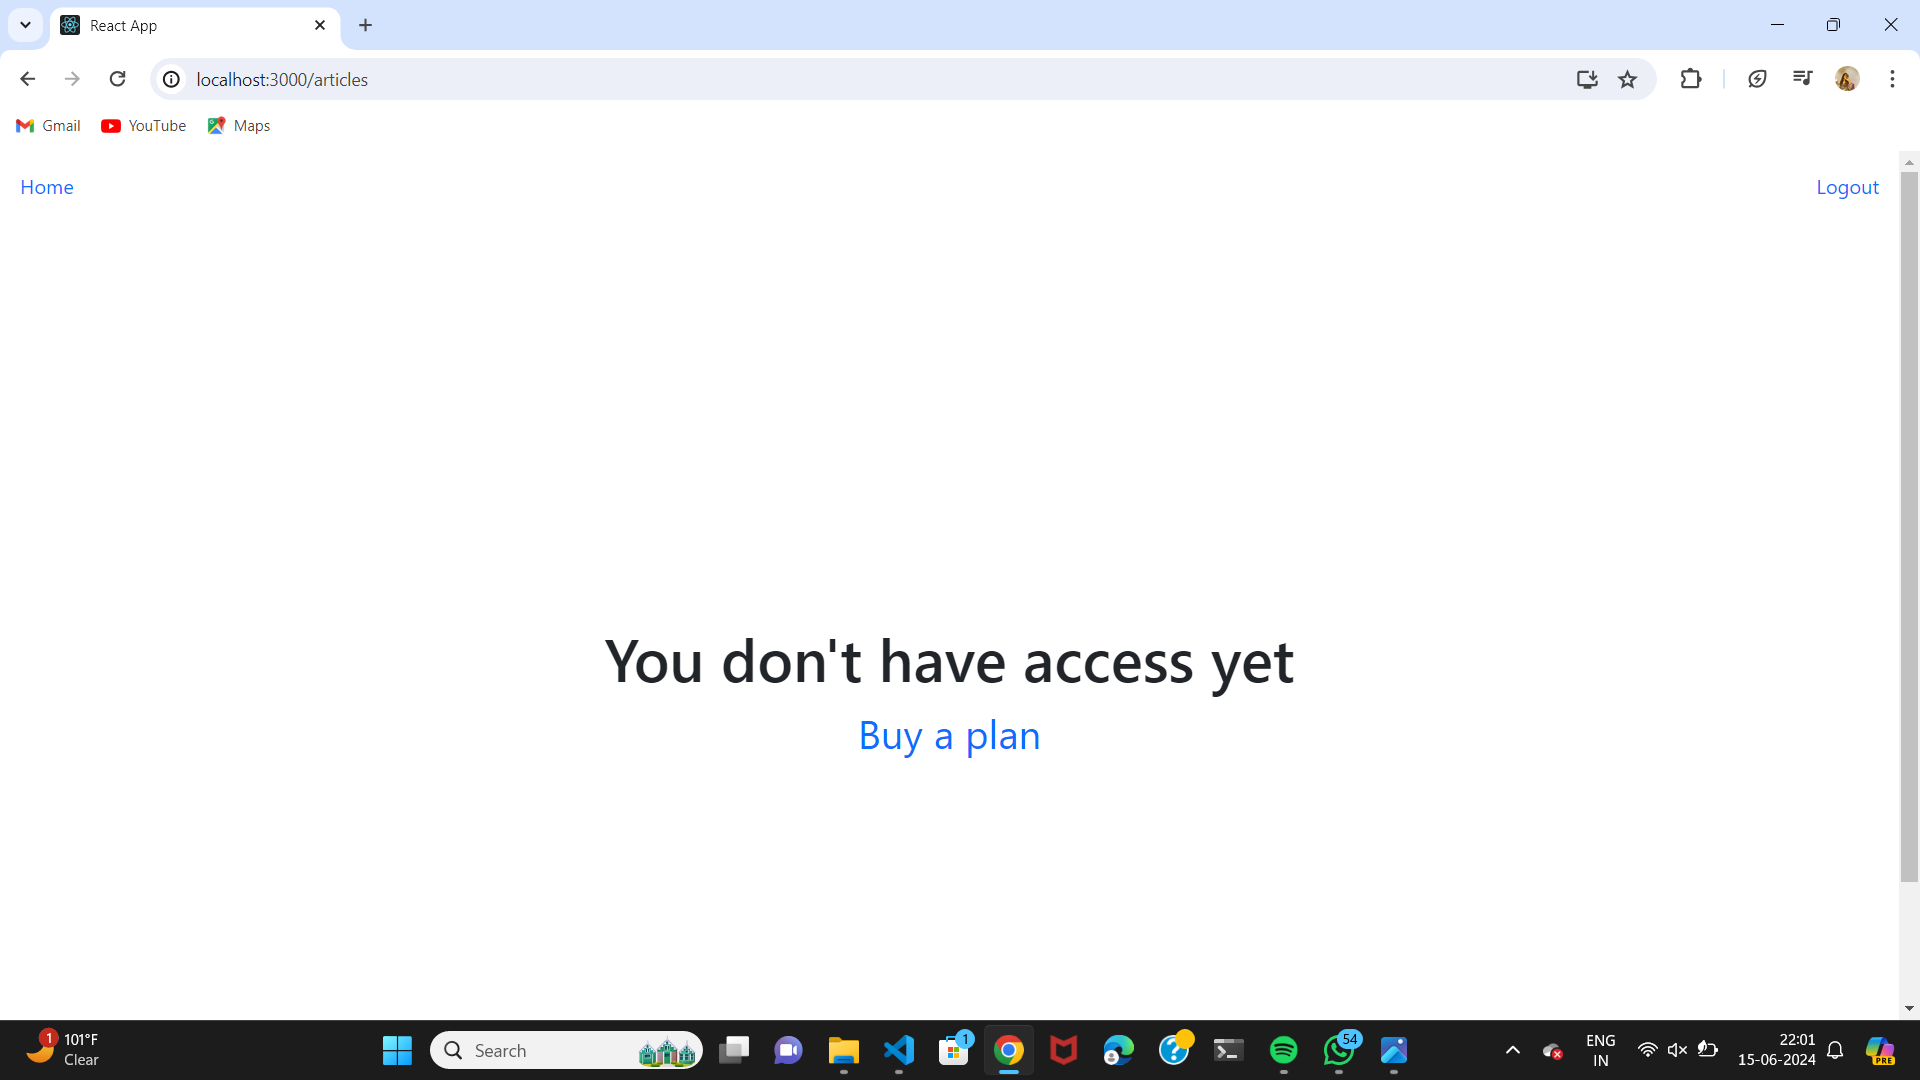 React App
localhost:3000/articles
Gmail YouTube Maps
Home Logout
You don't have access yet
Buy a plan
1 101°F
Clear
Search
1
54
ENG
IN
22:01
15-06-2024
PRE